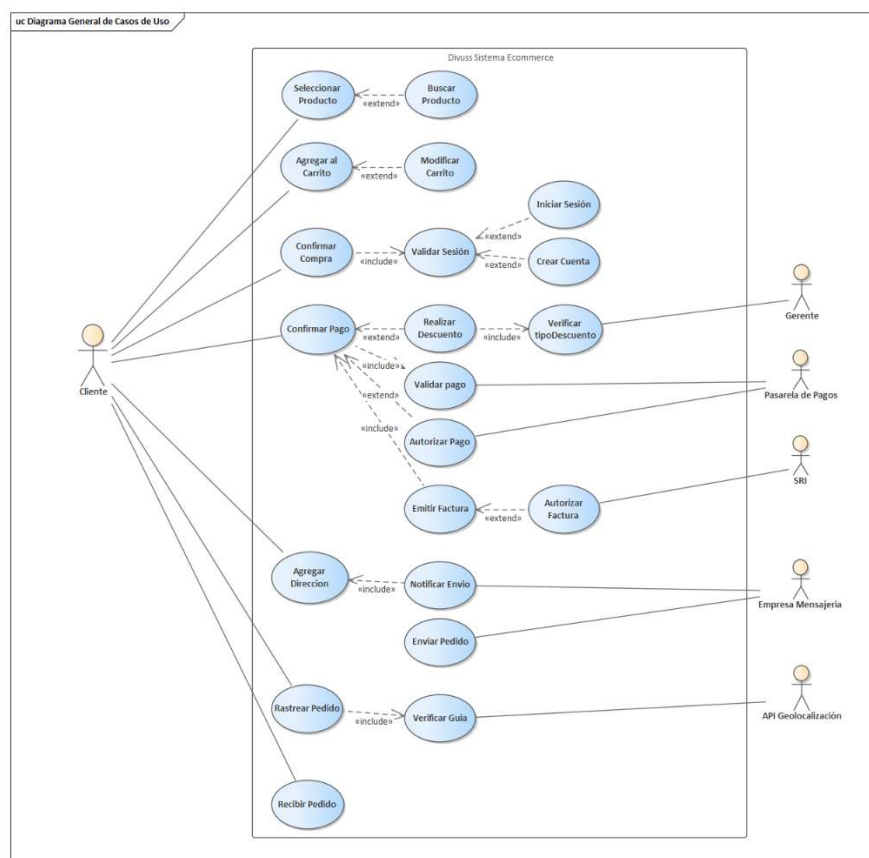 uc Diagrama General de Casos de Uso
Divuss Sistema Ecommerce
Seleccionar
Producto
«extend»
Buscar
Producto
Agregar al
Carrito
«extend»
Modificar
Carrito
Iniciar Sesión
«extend»
Confirmar
Compra
«include»
Validar Sesión
«extend»
Crear Cuenta
Confirmar Pago
«extend»
Realizar
Descuento
«include»
Verificar
tipoDescuento
Gerente
«include»
Validar pago
Cliente
«extend»
Pasarela de Pagos
«include»
Autorizar Pago
SRI
Emitir Factura
«extend»
Autorizar
Factura
Agregar
Direccion
«include»
Notificar Envio
Empresa Mensajeria
Enviar Pedido
Rastrear Pedido
«include»
Verificar Guia
API Geolocalización
Recibir Pedido